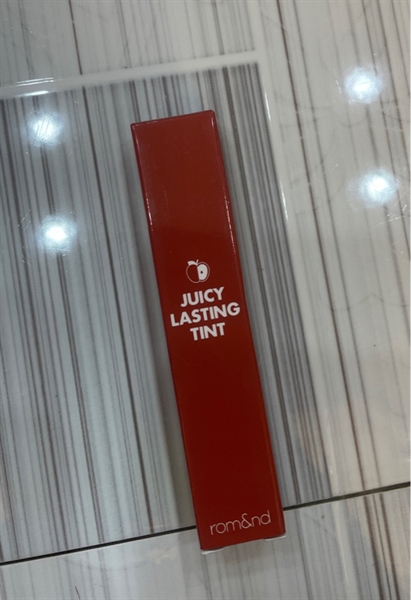 JUICY
LASTING
TINT
rom&nd